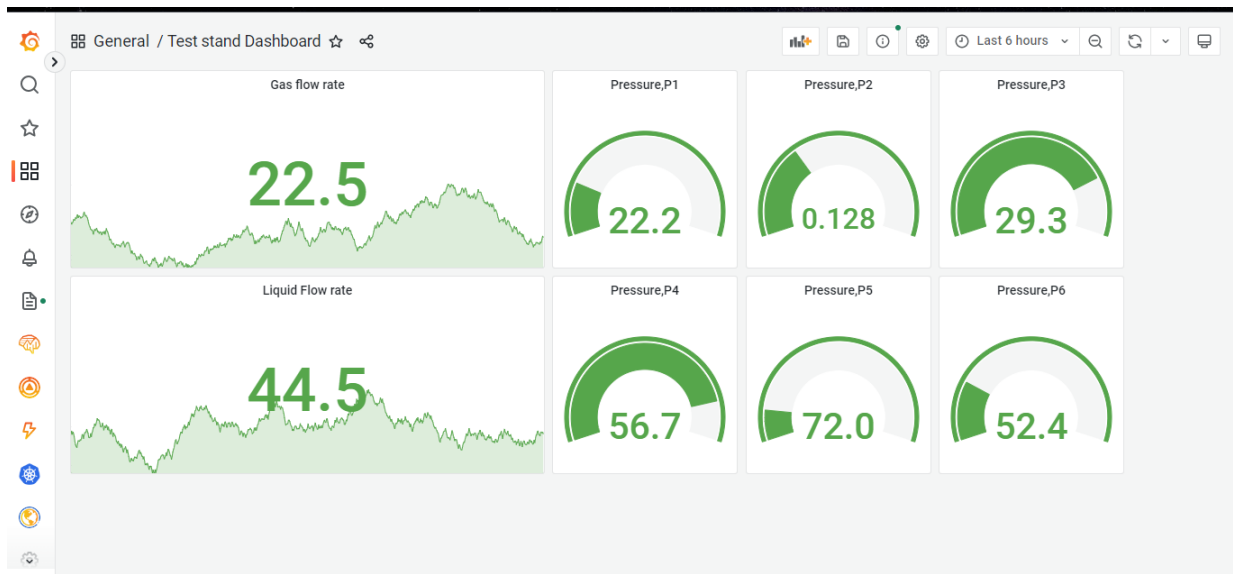 General / Test stand Dashboard
Last 6 hours
Gas flow rate
22.5
Pressure,P1
22.2
Pressure,P2
0.128
Pressure,P3
29.3
Liquid Flow rate
44.5
Pressure,P4
56.7
Pressure,P5
72.0
Pressure,P6
52.4